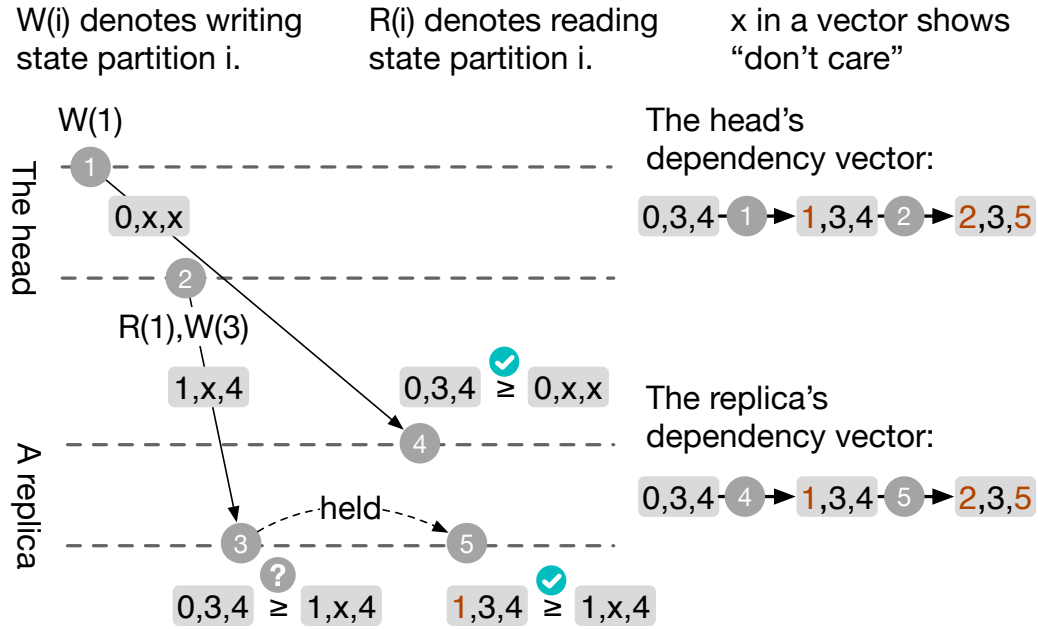 W(i) denotes writing
state partition i.
R(i) denotes reading
state partition i.
x in a vector shows
“don’t care”
The head
W(1)
1
0,x,x
2
R(1),W(3)
1,x,4
0,3,4 ≥ 0,x,x
A replica
4
3
held
5
?
0,3,4 ≥ 1,x,4
1,3,4 ≥ 1,x,4
The head’s
dependency vector:
0,3,4 1 1,3,4 2 2,3,5
The replica’s
dependency vector:
0,3,4 4 1,3,4 5 2,3,5